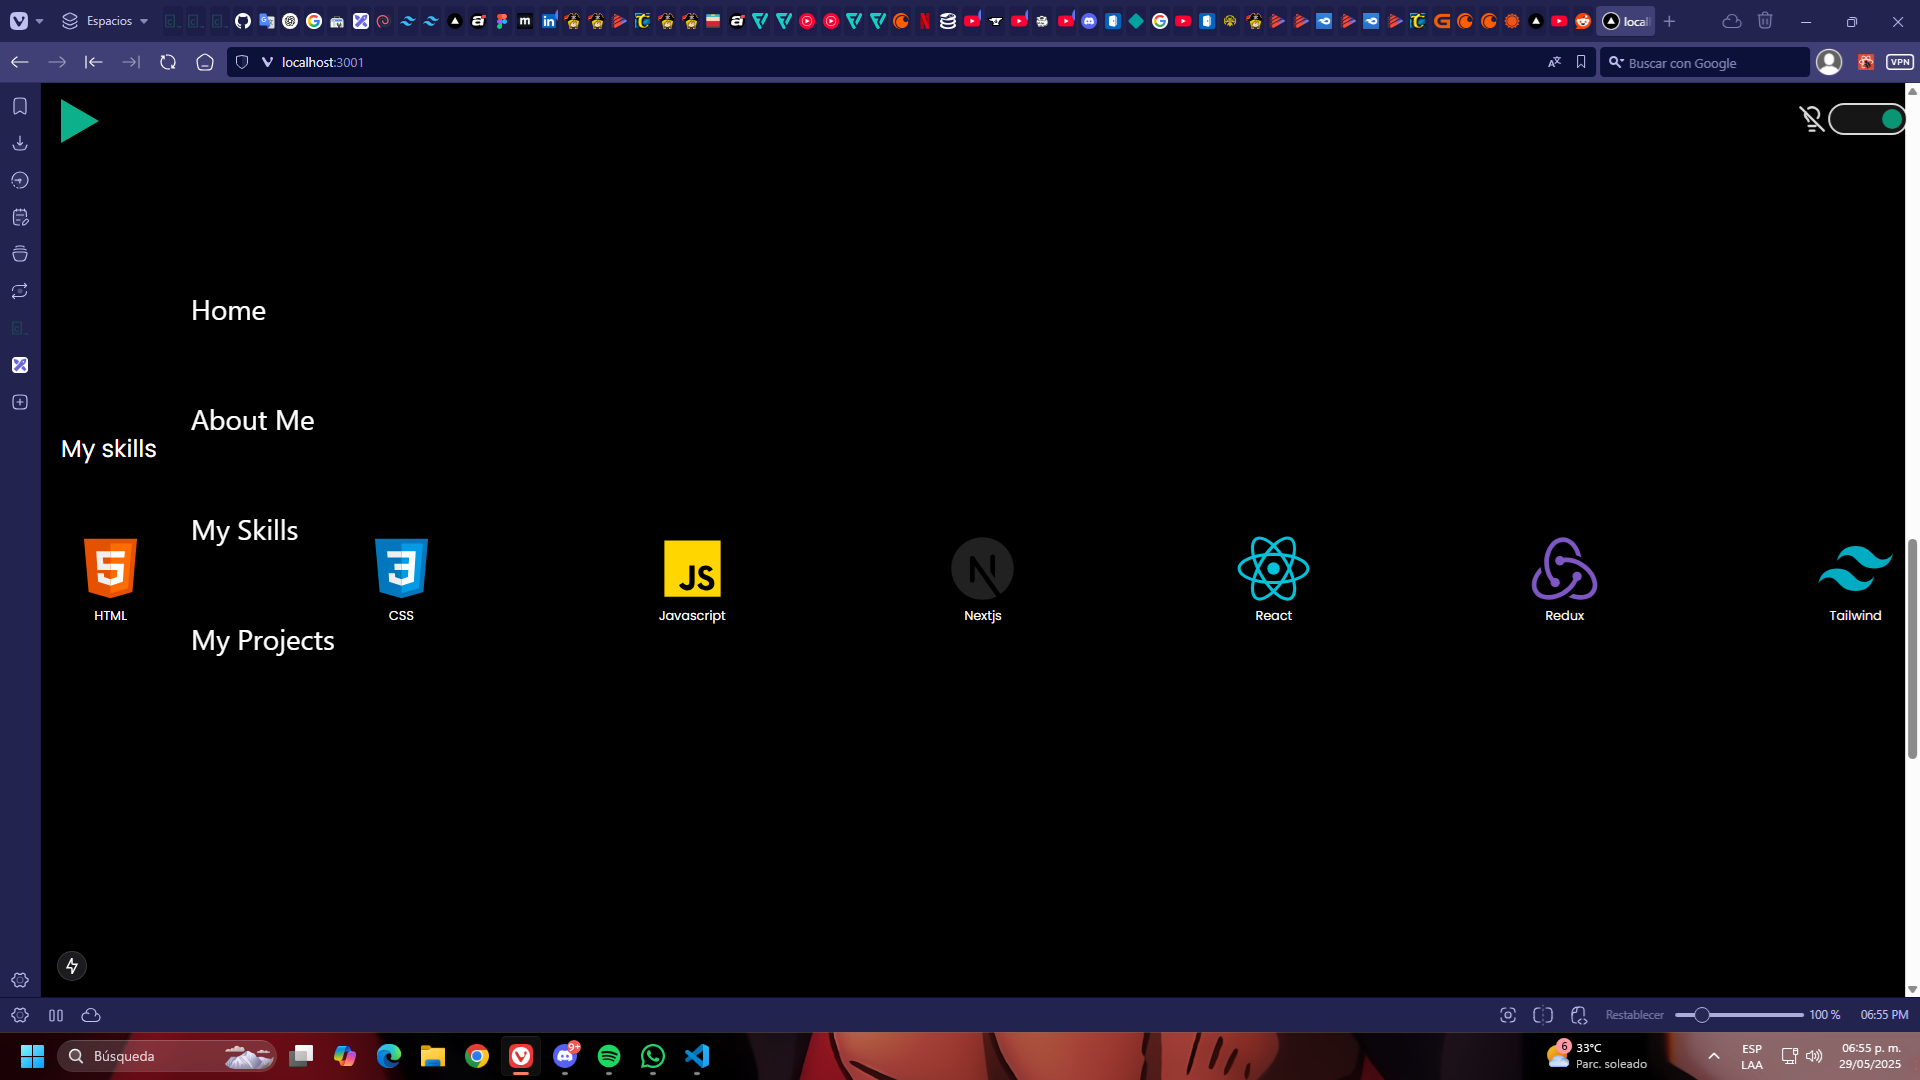 Espacios
local
localhost:3001
Buscar con Google
VPN
Home
About Me
My skills
My Skills
HTML
CSS
JS
Javascript
Nextjs
React
Redux
Tailwind
My Projects
Restablecer
100 %
06:55 PM
Búsqueda
9+
6
33°C
Parc. soleado
ESP
LAA
06:55 p. m.
29/05/2025